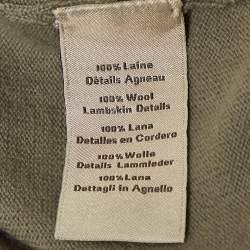 100% Laine
Détails Agneau
100% Wool
Lambskin Details
100% Lana
Detalles en Cordero
100% Wolle
Details Lammleder
100% Lana
Dettagli in Agnello